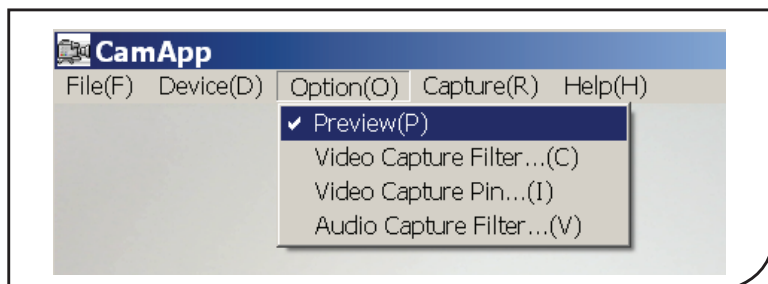 CamApp
File(F) Device(D) Option(O) Capture(R) Help(H)
✔ Preview(P)
Video Capture Filter...(C)
Video Capture Pin...(I)
Audio Capture Filter...(V)